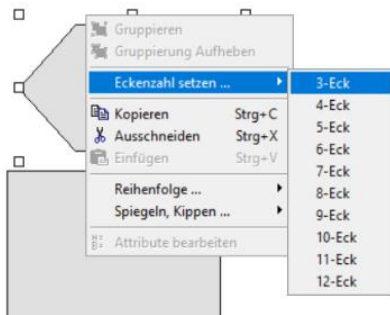 Gruppieren
Gruppierung Aufheben
Eckenzahl setzen ...
Kopieren Strg+C
Ausschneiden Strg+X
Einfügen Strg+V
Reihenfolge ...
Spiegeln, Kippen ...
Attribute bearbeiten
3-Eck
4-Eck
5-Eck
6-Eck
7-Eck
8-Eck
9-Eck
10-Eck
11-Eck
12-Eck